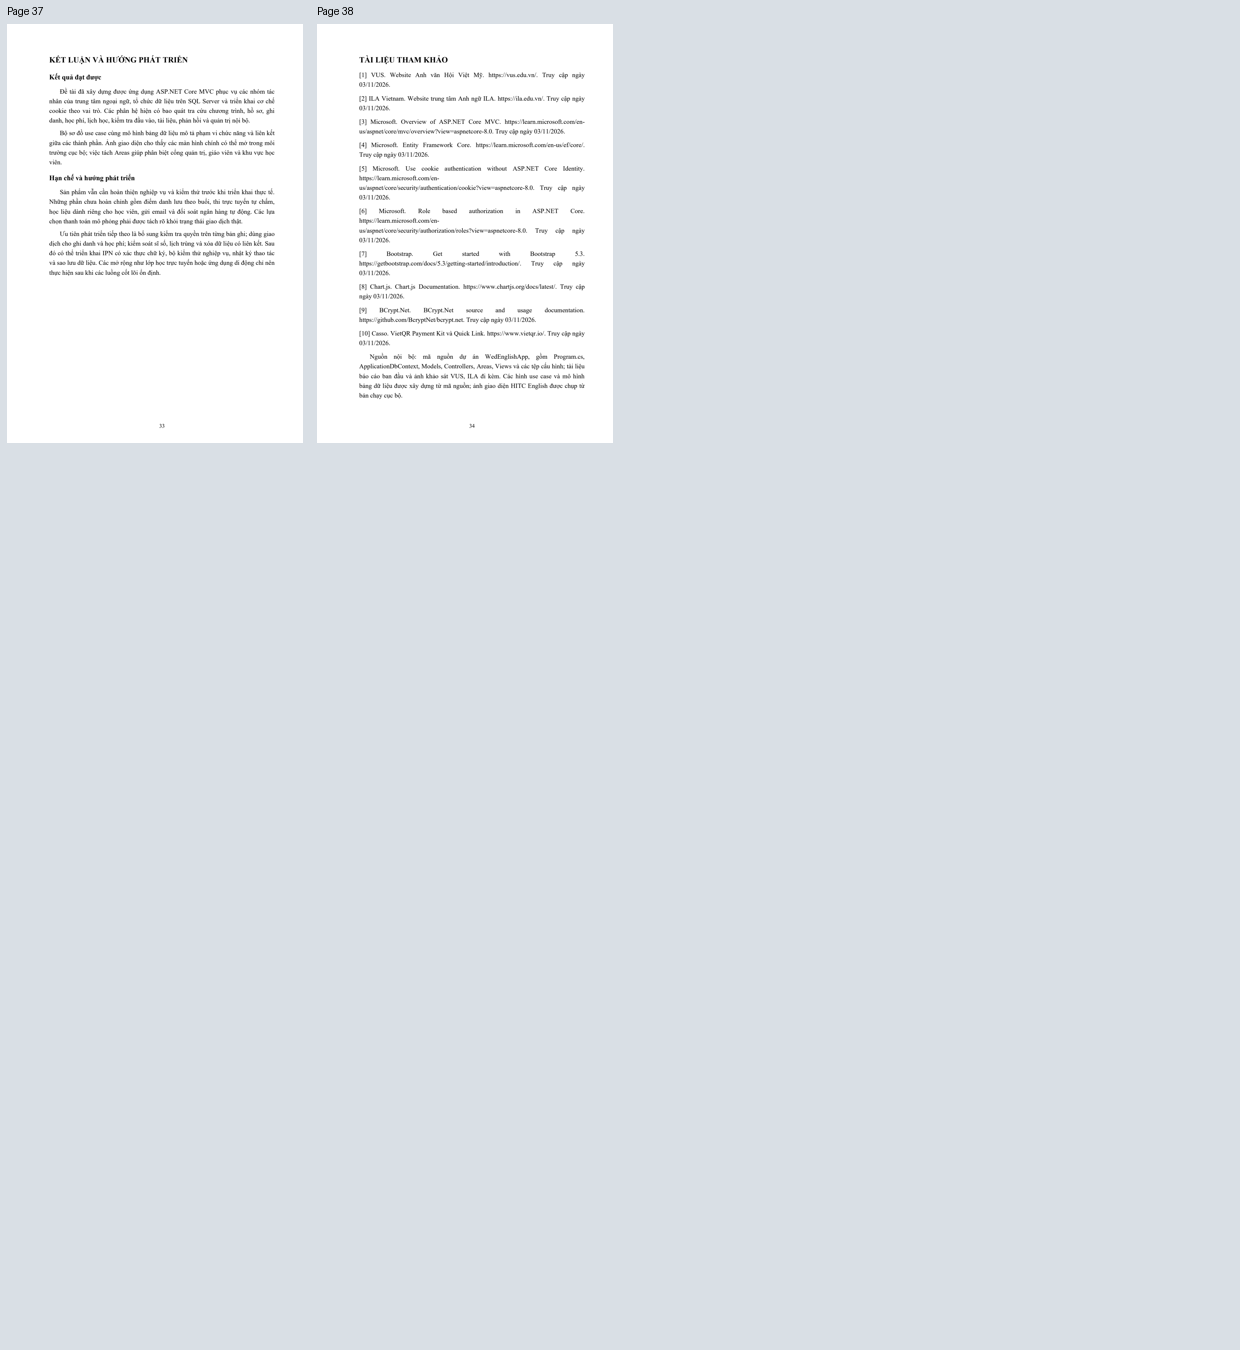 Page 37
KẾT LUẬN VÀ HƯỚNG PHÁT TRIỂN
Kết quả đạt được
Đề tài đã xây dựng được ứng dụng ASP.NET Core MVC phục vụ các nhóm tác
nhân của trung tâm ngoại ngữ, tổ chức dữ liệu trên SQL Server và triển khai cơ chế
cookie theo vai trò. Các phân hệ hiện có bao quát tra cứu chương trình, hồ sơ, ghi
danh, học phí, lịch học, kiểm tra đầu vào, tài liệu, phản hồi và quản trị nội bộ.
Bộ sơ đồ use case cùng mô hình bảng dữ liệu mô tả phạm vi chức năng và liên kết
giữa các thành phần. Ảnh giao diện cho thấy các màn hình chính có thể mở trong môi
trường cục bộ; việc tách Areas giúp phân biệt cổng quản trị, giáo viên và khu vực học
viên.
Hạn chế và hướng phát triển
Sản phẩm vẫn cần hoàn thiện nghiệp vụ và kiểm thử trước khi triển khai thực tế.
Những phần chưa hoàn chỉnh gồm điểm danh lưu theo buổi, thi trực tuyến tự chấm,
học liệu dành riêng cho học viên, gửi email và đối soát ngân hàng tự động. Các lựa
chọn thanh toán mô phỏng phải được tách rõ khỏi trạng thái giao dịch thật.
Ưu tiên phát triển tiếp theo là bổ sung kiểm tra quyền trên từng bản ghi; dùng giao
dịch cho ghi danh và học phí; kiểm soát sĩ số, lịch trùng và xóa dữ liệu có liên kết. Sau
đó có thể triển khai IPN có xác thực chữ ký, bộ kiểm thử nghiệp vụ, nhật ký thao tác
và sao lưu dữ liệu. Các mở rộng như lớp học trực tuyến hoặc ứng dụng di động chỉ nên
thực hiện sau khi các luồng cốt lõi ổn định.
33
Page 38
TÀI LIỆU THAM KHẢO
[1] VUS. Website Anh văn Hội Việt Mỹ. https://vus.edu.vn/. Truy cập ngày
03/11/2026.
[2] ILA Vietnam. Website trung tâm Anh ngữ ILA. https://ila.edu.vn/. Truy cập ngày
03/11/2026.
[3] Microsoft. Overview of ASP.NET Core MVC. https://learn.microsoft.com/en-
us/aspnet/core/mvc/overview?view=aspnetcore-8.0. Truy cập ngày 03/11/2026.
[4] Microsoft. Entity Framework Core. https://learn.microsoft.com/en-us/ef/core/.
Truy cập ngày 03/11/2026.
[5] Microsoft. Use cookie authentication without ASP.NET Core Identity.
https://learn.microsoft.com/en-
us/aspnet/core/security/authentication/cookie?view=aspnetcore-8.0. Truy cập ngày
03/11/2026.
[6] Microsoft. Role based authorization in ASP.NET Core.
https://learn.microsoft.com/en-
us/aspnet/core/security/authorization/roles?view=aspnetcore-8.0. Truy cập ngày
03/11/2026.
[7] Bootstrap. Get started with Bootstrap 5.3.
https://getbootstrap.com/docs/5.3/getting-started/introduction/. Truy cập ngày
03/11/2026.
[8] Chart.js. Chart.js Documentation. https://www.chartjs.org/docs/latest/. Truy cập
ngày 03/11/2026.
[9] BCrypt.Net. BCrypt.Net source and usage documentation.
https://github.com/BcryptNet/bcrypt.net. Truy cập ngày 03/11/2026.
[10] Casso. VietQR Payment Kit và Quick Link. https://www.vietqr.io/. Truy cập ngày
03/11/2026.
Nguồn nội bộ: mã nguồn dự án WedEnglishApp, gồm Program.cs,
ApplicationDbContext, Models, Controllers, Areas, Views và các tệp cấu hình; tài liệu
báo cáo ban đầu và ảnh khảo sát VUS, ILA đi kèm. Các hình use case và mô hình
bảng dữ liệu được xây dựng từ mã nguồn; ảnh giao diện HITC English được chụp từ
bản chạy cục bộ.
34